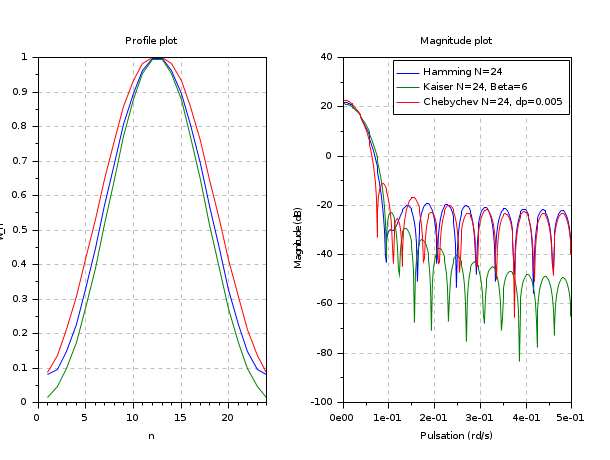 Profile plot
1
0.9
0.8
0.7
0.6
0.5
0.4
0.3
0.2
0.1
0
0
5
10
15
20
n
Magnitude plot
Hamming N=24
Kaiser N=24, Beta=6
Chebychev N=24, dp=0.005
Magnitude (dB)
40
20
0
-20
-40
-60
-80
-100
0e00
1e-01
2e-01
3e-01
4e-01
5e-01
Pulsation (rd/s)